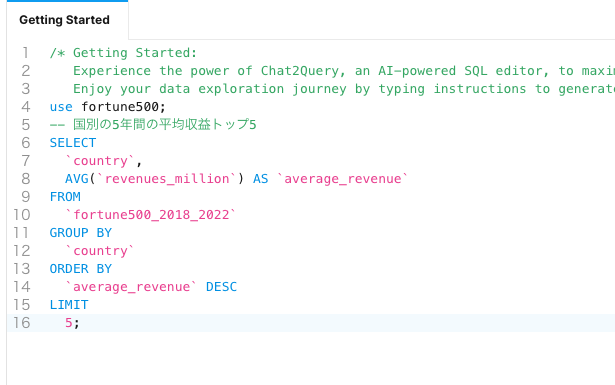 Getting Started
1 /* Getting Started:
2 Experience the power of Chat2Query, an AI-powered SQL editor, to
3 Enjoy your data exploration journey by typing instructions to
4 use fortune500;
5 -- 国別の5年間の平均収益トップ5
6 SELECT
7 `country`,
8 AVG(`revenues_million`) AS `average_revenue`
9 FROM
10 `fortune500_2018_2022`
11 GROUP BY
12 `country`
13 ORDER BY
14 `average_revenue` DESC
15 LIMIT
16 5;